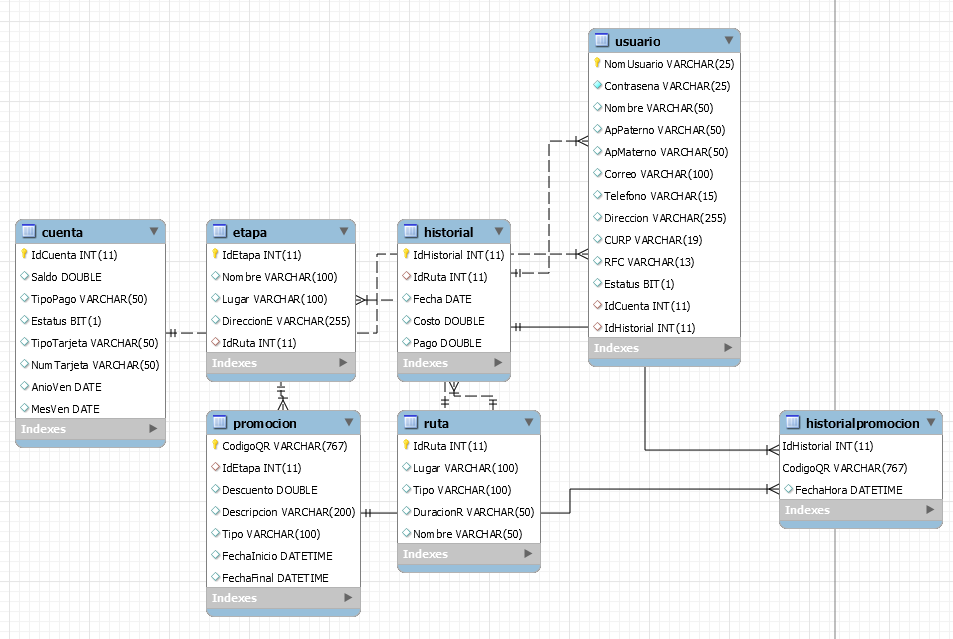 usuario
NomUsuario VARCHAR(25)
Contrasena VARCHAR(25)
Nombre VARCHAR(50)
ApPaterno VARCHAR(50)
ApMaterno VARCHAR(50)
Correo VARCHAR(100)
Telefono VARCHAR(15)
Direccion VARCHAR(255)
CURP VARCHAR(19)
RFC VARCHAR(13)
Estatus BIT(1)
IdCuenta INT(11)
IdHistorial INT(11)
Indexes
cuenta
IdCuenta INT(11)
Saldo DOUBLE
TipoPago VARCHAR(50)
Estatus BIT(1)
TipoTarjeta VARCHAR(50)
NumTarjeta VARCHAR(50)
AnioVen DATE
MesVen DATE
Indexes
etapa
IdEtapa INT(11)
Nombre VARCHAR(100)
Lugar VARCHAR(100)
DireccionE VARCHAR(255)
IdRuta INT(11)
Indexes
historial
IdHistorial INT(11)
IdRuta INT(11)
Fecha DATE
Costo DOUBLE
Pago DOUBLE
Indexes
promocion
CodigoQR VARCHAR(767)
IdEtapa INT(11)
Descuento DOUBLE
Descripcion VARCHAR(200)
Tipo VARCHAR(100)
FechaInicio DATETIME
FechaFinal DATETIME
Indexes
ruta
IdRuta INT(11)
Lugar VARCHAR(100)
Tipo VARCHAR(100)
DuracionR VARCHAR(50)
Nombre VARCHAR(50)
Indexes
historialpromocion
IdHistorial INT(11)
CodigoQR VARCHAR(767)
FechaHora DATETIME
Indexes